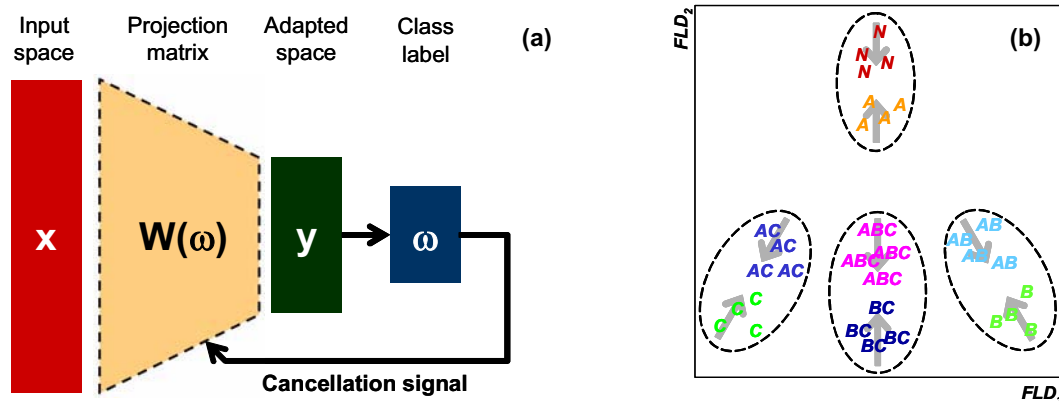 Input space
Projection matrix
Adapted space
Class label
(a)
x
W(ω)
y
ω
Cancellation signal
FLD2
(b)
N
N
N
N
A
A
A
A
AC
AC
AC AC
C
C
C
C
ABC
ABC
ABC
ABC
BC
BC
BC
BC
AB
AB
AB
AB
B
B
B
B
FLD